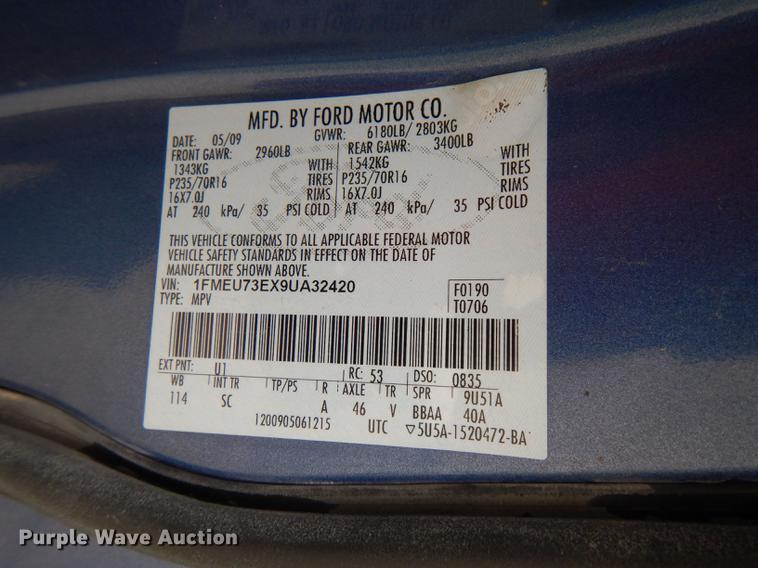 MFD. BY FORD MOTOR CO.
DATE: 05/09 GVWR: 6180LB/ 2803KG
FRONT GAWR: 2960LB REAR GAWR: 3400LB
1343KG WITH 1542KG WITH
P235/70R16 TIRES P235/70R16 TIRES
16X7.0J RIMS 16X7.0J RIMS
AT 240 kPa/ 35 PSI COLD AT 240 kPa/ 35 PSI COLD
THIS VEHICLE CONFORMS TO ALL APPLICABLE FEDERAL MOTOR
VEHICLE SAFETY STANDARDS IN EFFECT ON THE DATE OF
MANUFACTURE SHOWN ABOVE.
VIN: 1FMEU73EX9UA32420 F0190
TYPE: MPV T0706
EXT PNT: U1 RC: 53 DSO: 0835
WB INT TR TP/PS R AXLE TR SPR 9U51A
114 SC A 46 V BBAA 40A
1200905061215 UTC ▽5U5A-1520472-BA
Purple Wave Auction